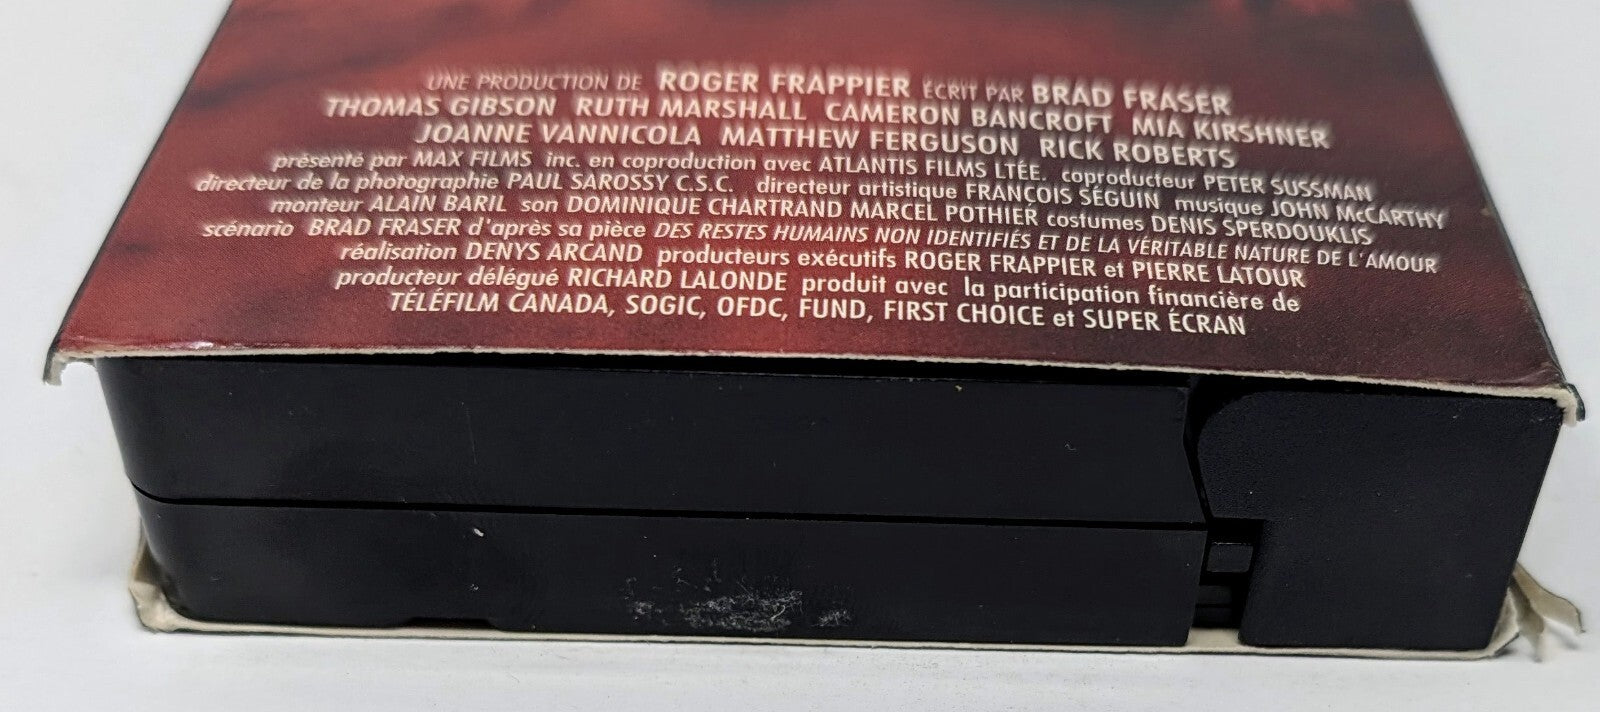 UNE PRODUCTION DE ROGER FRAPPIER ÉCRIT PAR BRAD FRASER
THOMAS GIBSON RUTH MARSHALL CAMERON BANCROFT MIA KIRSHNER
JOANNE VANNICOLA MATTHEW FERGUSON RICK ROBERTS
présenté par MAX FILMS inc. en coproduction avec ATLANTIS FILMS LTÉE. coproducteur PETER SUSSMAN
directeur de la photographie PAUL SAROSSY C.S.C. directeur artistique FRANÇOIS SÉGUIN musique JOHN McCARTHY
monteur ALAIN BARIL son DOMINIQUE CHARTRAND MARCEL POTHIER costumes DENIS SPERDOUKLIS
scénario BRAD FRASER d'après sa pièce DES RESTES HUMAINS NON IDENTIFIÉS ET DE LA VÉRITABLE NATURE DE L'AMOUR
réalisation DENYS ARCAND producteurs exécutifs ROGER FRAPPIER et PIERRE LATOUR
producteur délégué RICHARD LALONDE produit avec la participation financière de
TÉLÉFILM CANADA, SOGIC, OFDC, FUND, FIRST CHOICE et SUPER ÉCRAN